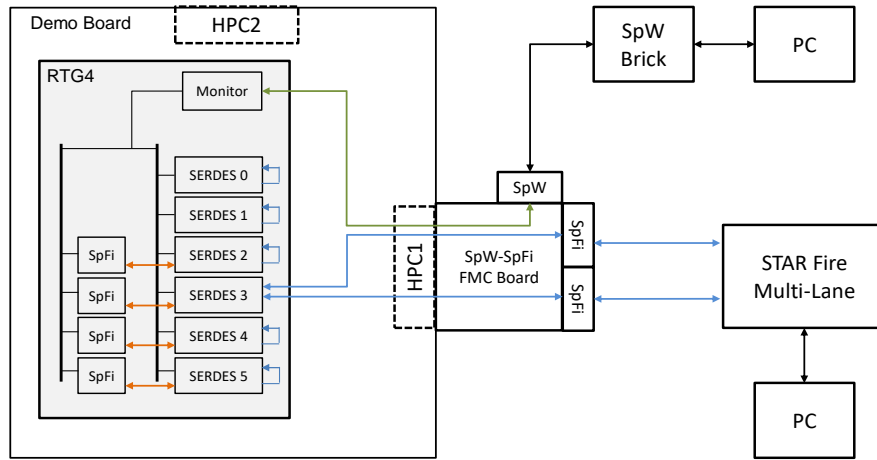 Demo Board
HPC2
SpW
Brick
PC
RTG4
Monitor
SERDES 0
SERDES 1
SpFi
SERDES 2
SpFi
SERDES 3
SpFi
SERDES 4
SpFi
SERDES 5
HPC1
SpW
SpW-SpFi
FMC Board
SpFi
SpFi
STAR Fire
Multi-Lane
PC